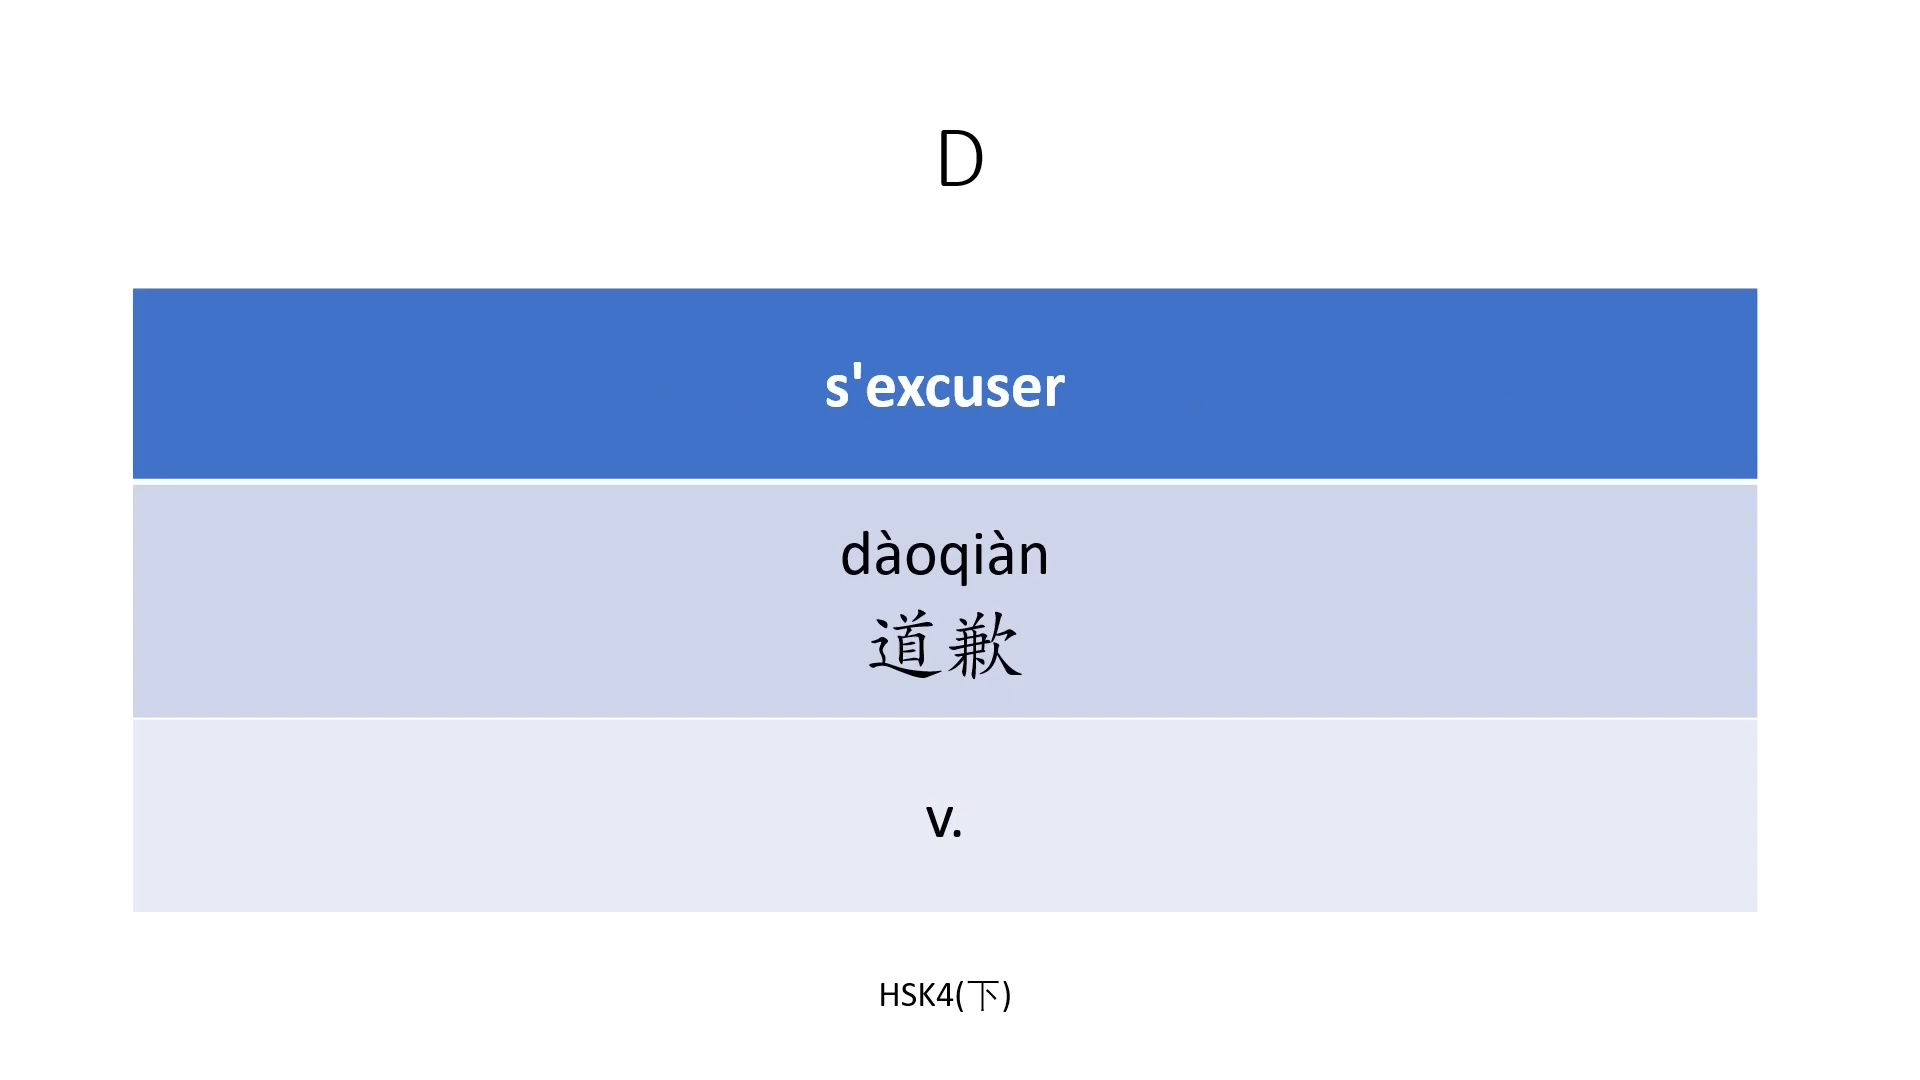 D
s'excuser
dàoqiàn
道歉
v.
HSK4(下)